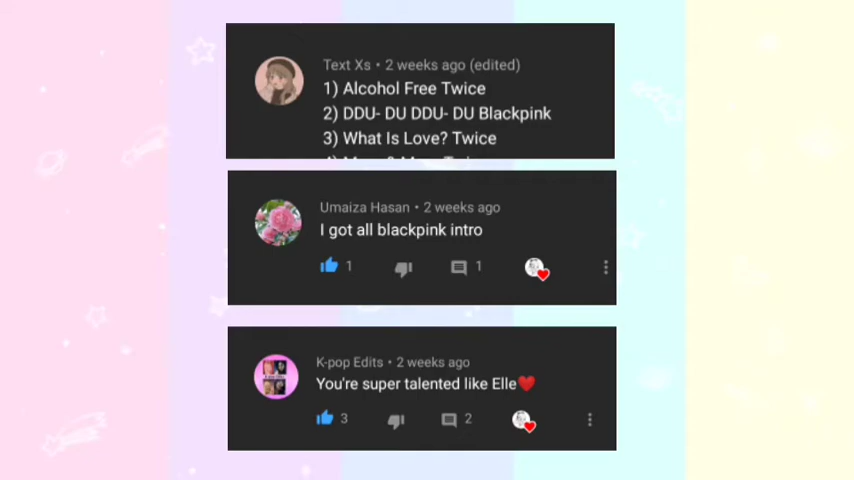 Text Xs • 2 weeks ago (edited)
1) Alcohol Free Twice
2) DDU- DU DDU- DU Blackpink
3) What Is Love? Twice
Umaiza Hasan • 2 weeks ago
I got all blackpink intro
1 1
K-pop Edits • 2 weeks ago
You're super talented like Elle❤️
3 2